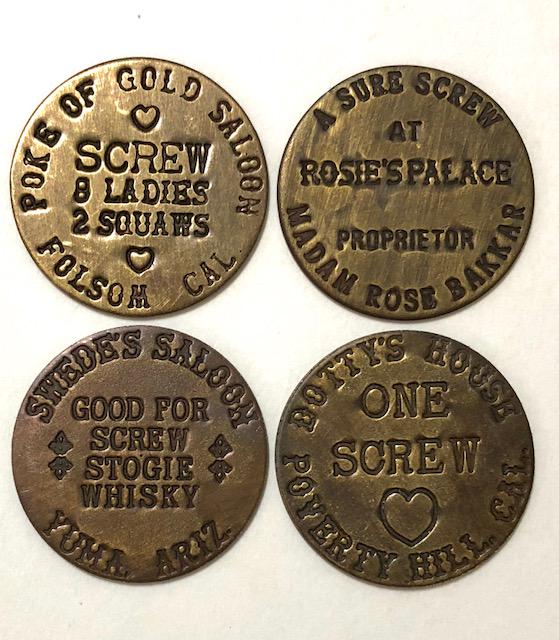 POKE OF GOLD SALOON
SCREW
8 LADIES
2 SQUAWS
FOLSOM CAL
A SURE SCREW
AT
ROSIE'S PALACE
PROPRIETOR
MADAM ROSE BAKKAR
SWEDE'S SALOON
GOOD FOR
SCREW
STOGIE
WHISKY
YUMA ARIZ.
DOTTY'S HOUSE
ONE
SCREW
POVERTY HILL CAL.